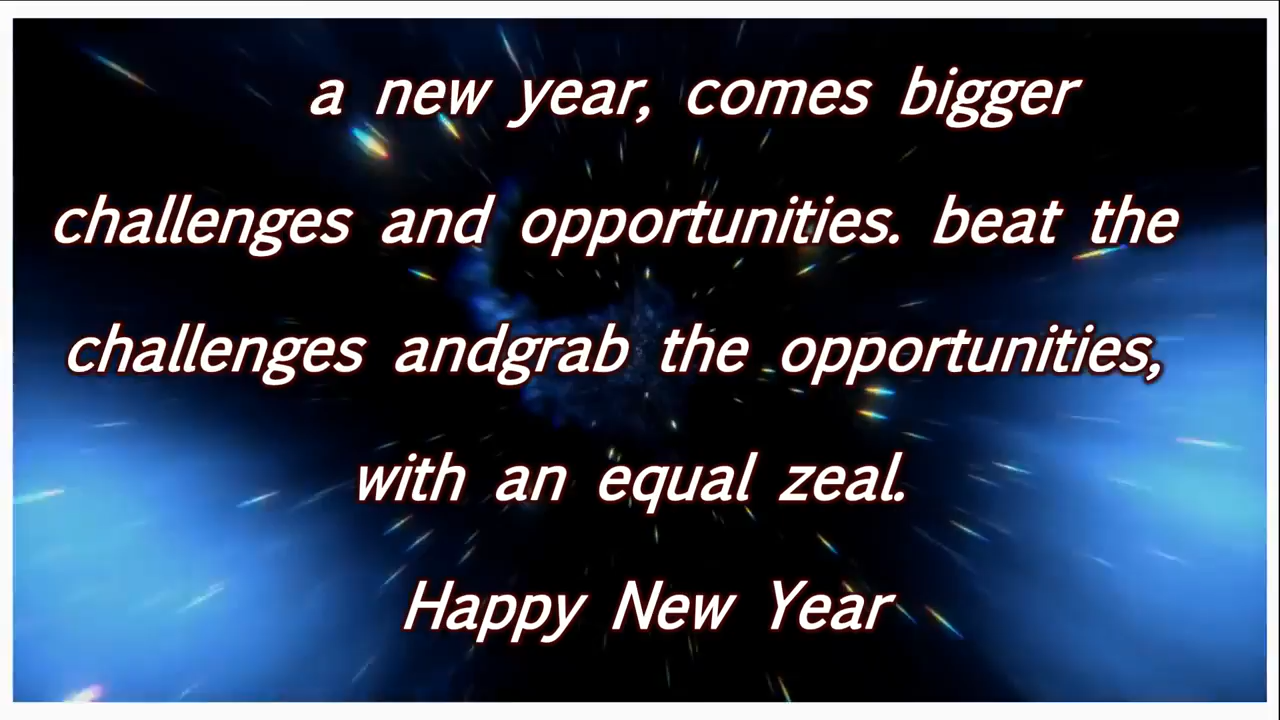 a new year, comes bigger
challenges and opportunities. beat the
challenges andgrab the opportunities,
with an equal zeal.
Happy New Year